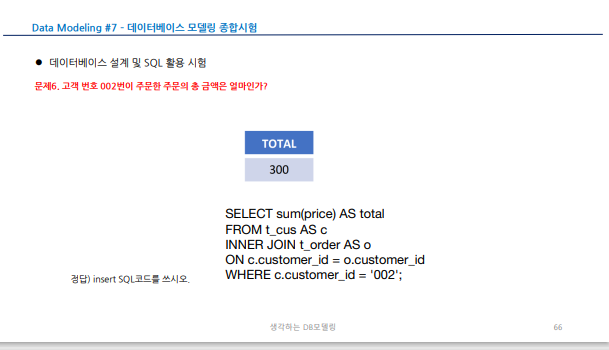 Data Modeling #7 - 데이터베이스 모델링 종합시험
● 데이터베이스 설계 및 SQL 활용 시험
문제6. 고객 번호 002번이 주문한 주문의 총 금액은 얼마인가?
TOTAL
300
SELECT sum(price) AS total
FROM t_cus AS c
INNER JOIN t_order AS o
ON c.customer_id = o.customer_id
WHERE c.customer_id = '002';
정답) insert SQL코드를 쓰시오.
생각하는 DB모델링
66